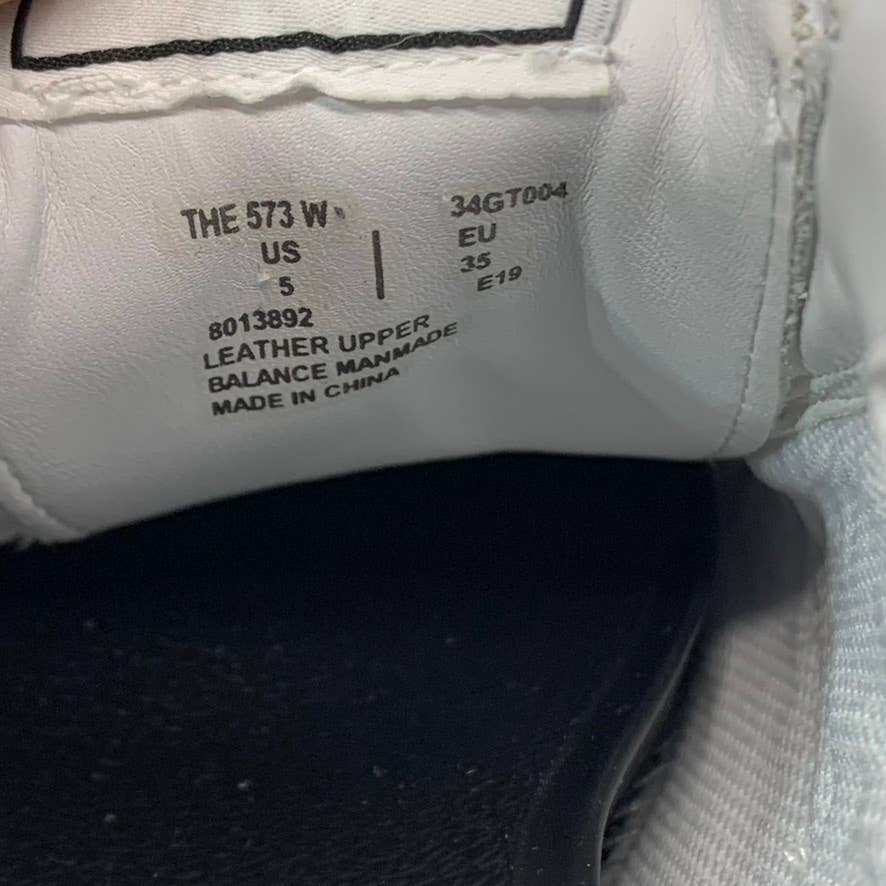 THE 573 W
US
5
34GT004
EU
35
E19
8013892
LEATHER UPPER
BALANCE MANMADE
MADE IN CHINA